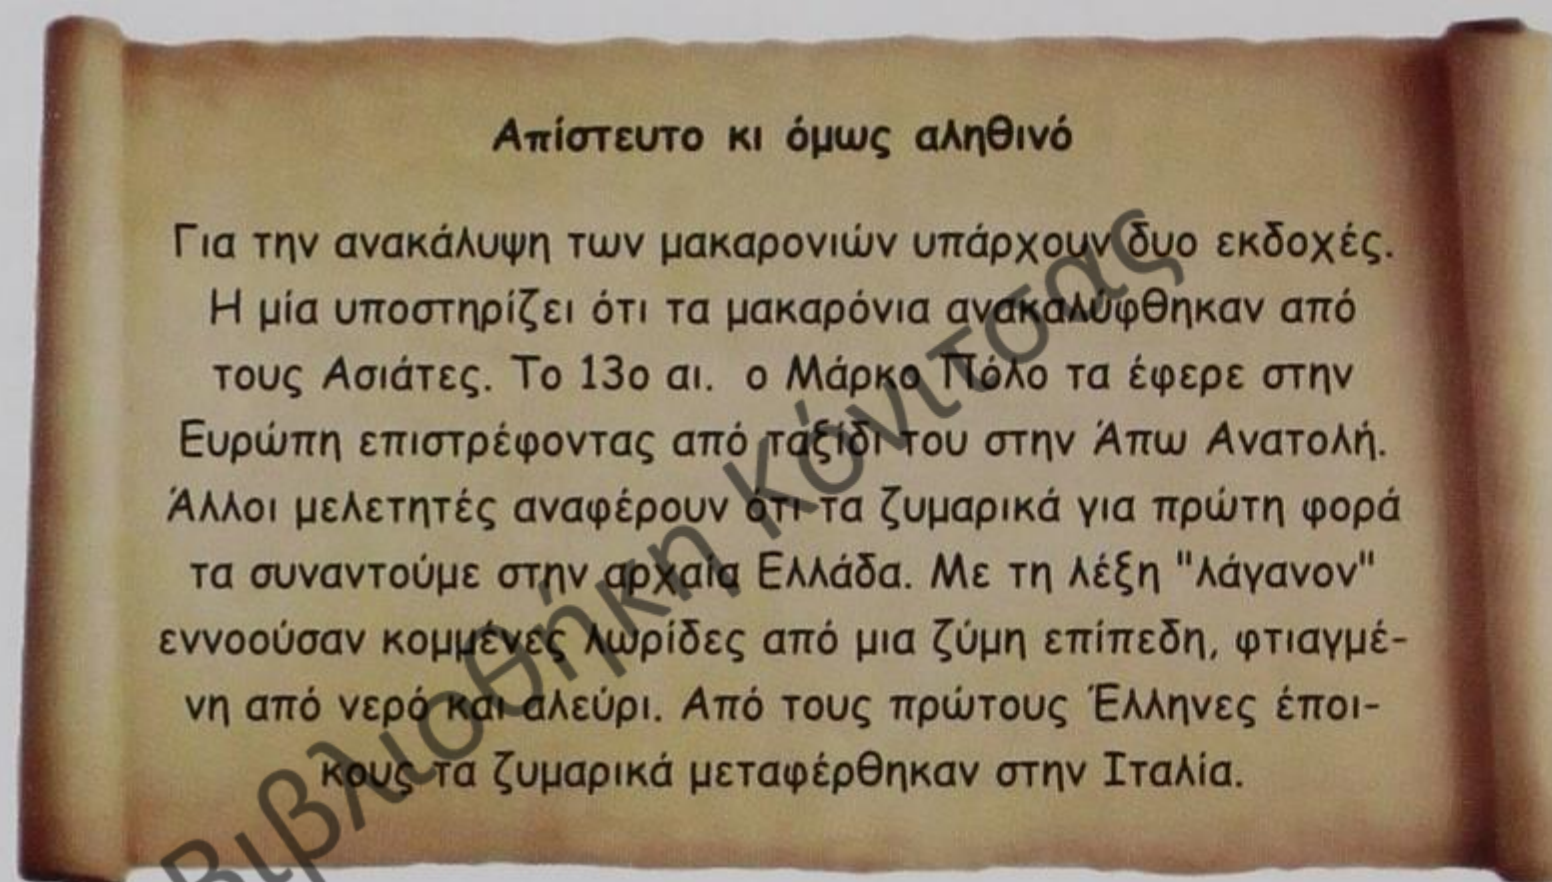 Απίστευτο κι όμως αληθινό
Για την ανακάλυψη των μακαρονιών υπάρχουν δυο εκδοχές.
Η μία υποστηρίζει ότι τα μακαρόνια ανακαλύφθηκαν από
τους Ασιάτες. Το 13ο αι. ο Μάρκο Πόλο τα έφερε στην
Ευρώπη επιστρέφοντας από ταξίδι του στην Άπω Ανατολή.
Άλλοι μελετητές αναφέρουν ότι τα ζυμαρικά για πρώτη φορά
τα συναντούμε στην αρχαία Ελλάδα. Με τη λέξη "λάγανον"
εννοούσαν κομμένες λωρίδες από μια ζύμη επίπεδη, φτιαγμέ-
νη από νερό και αλεύρι. Από τους πρώτους Έλληνες έποι-
κους τα ζυμαρικά μεταφέρθηκαν στην Ιταλία.
Βιβλιοθήκη Κόνιτσας